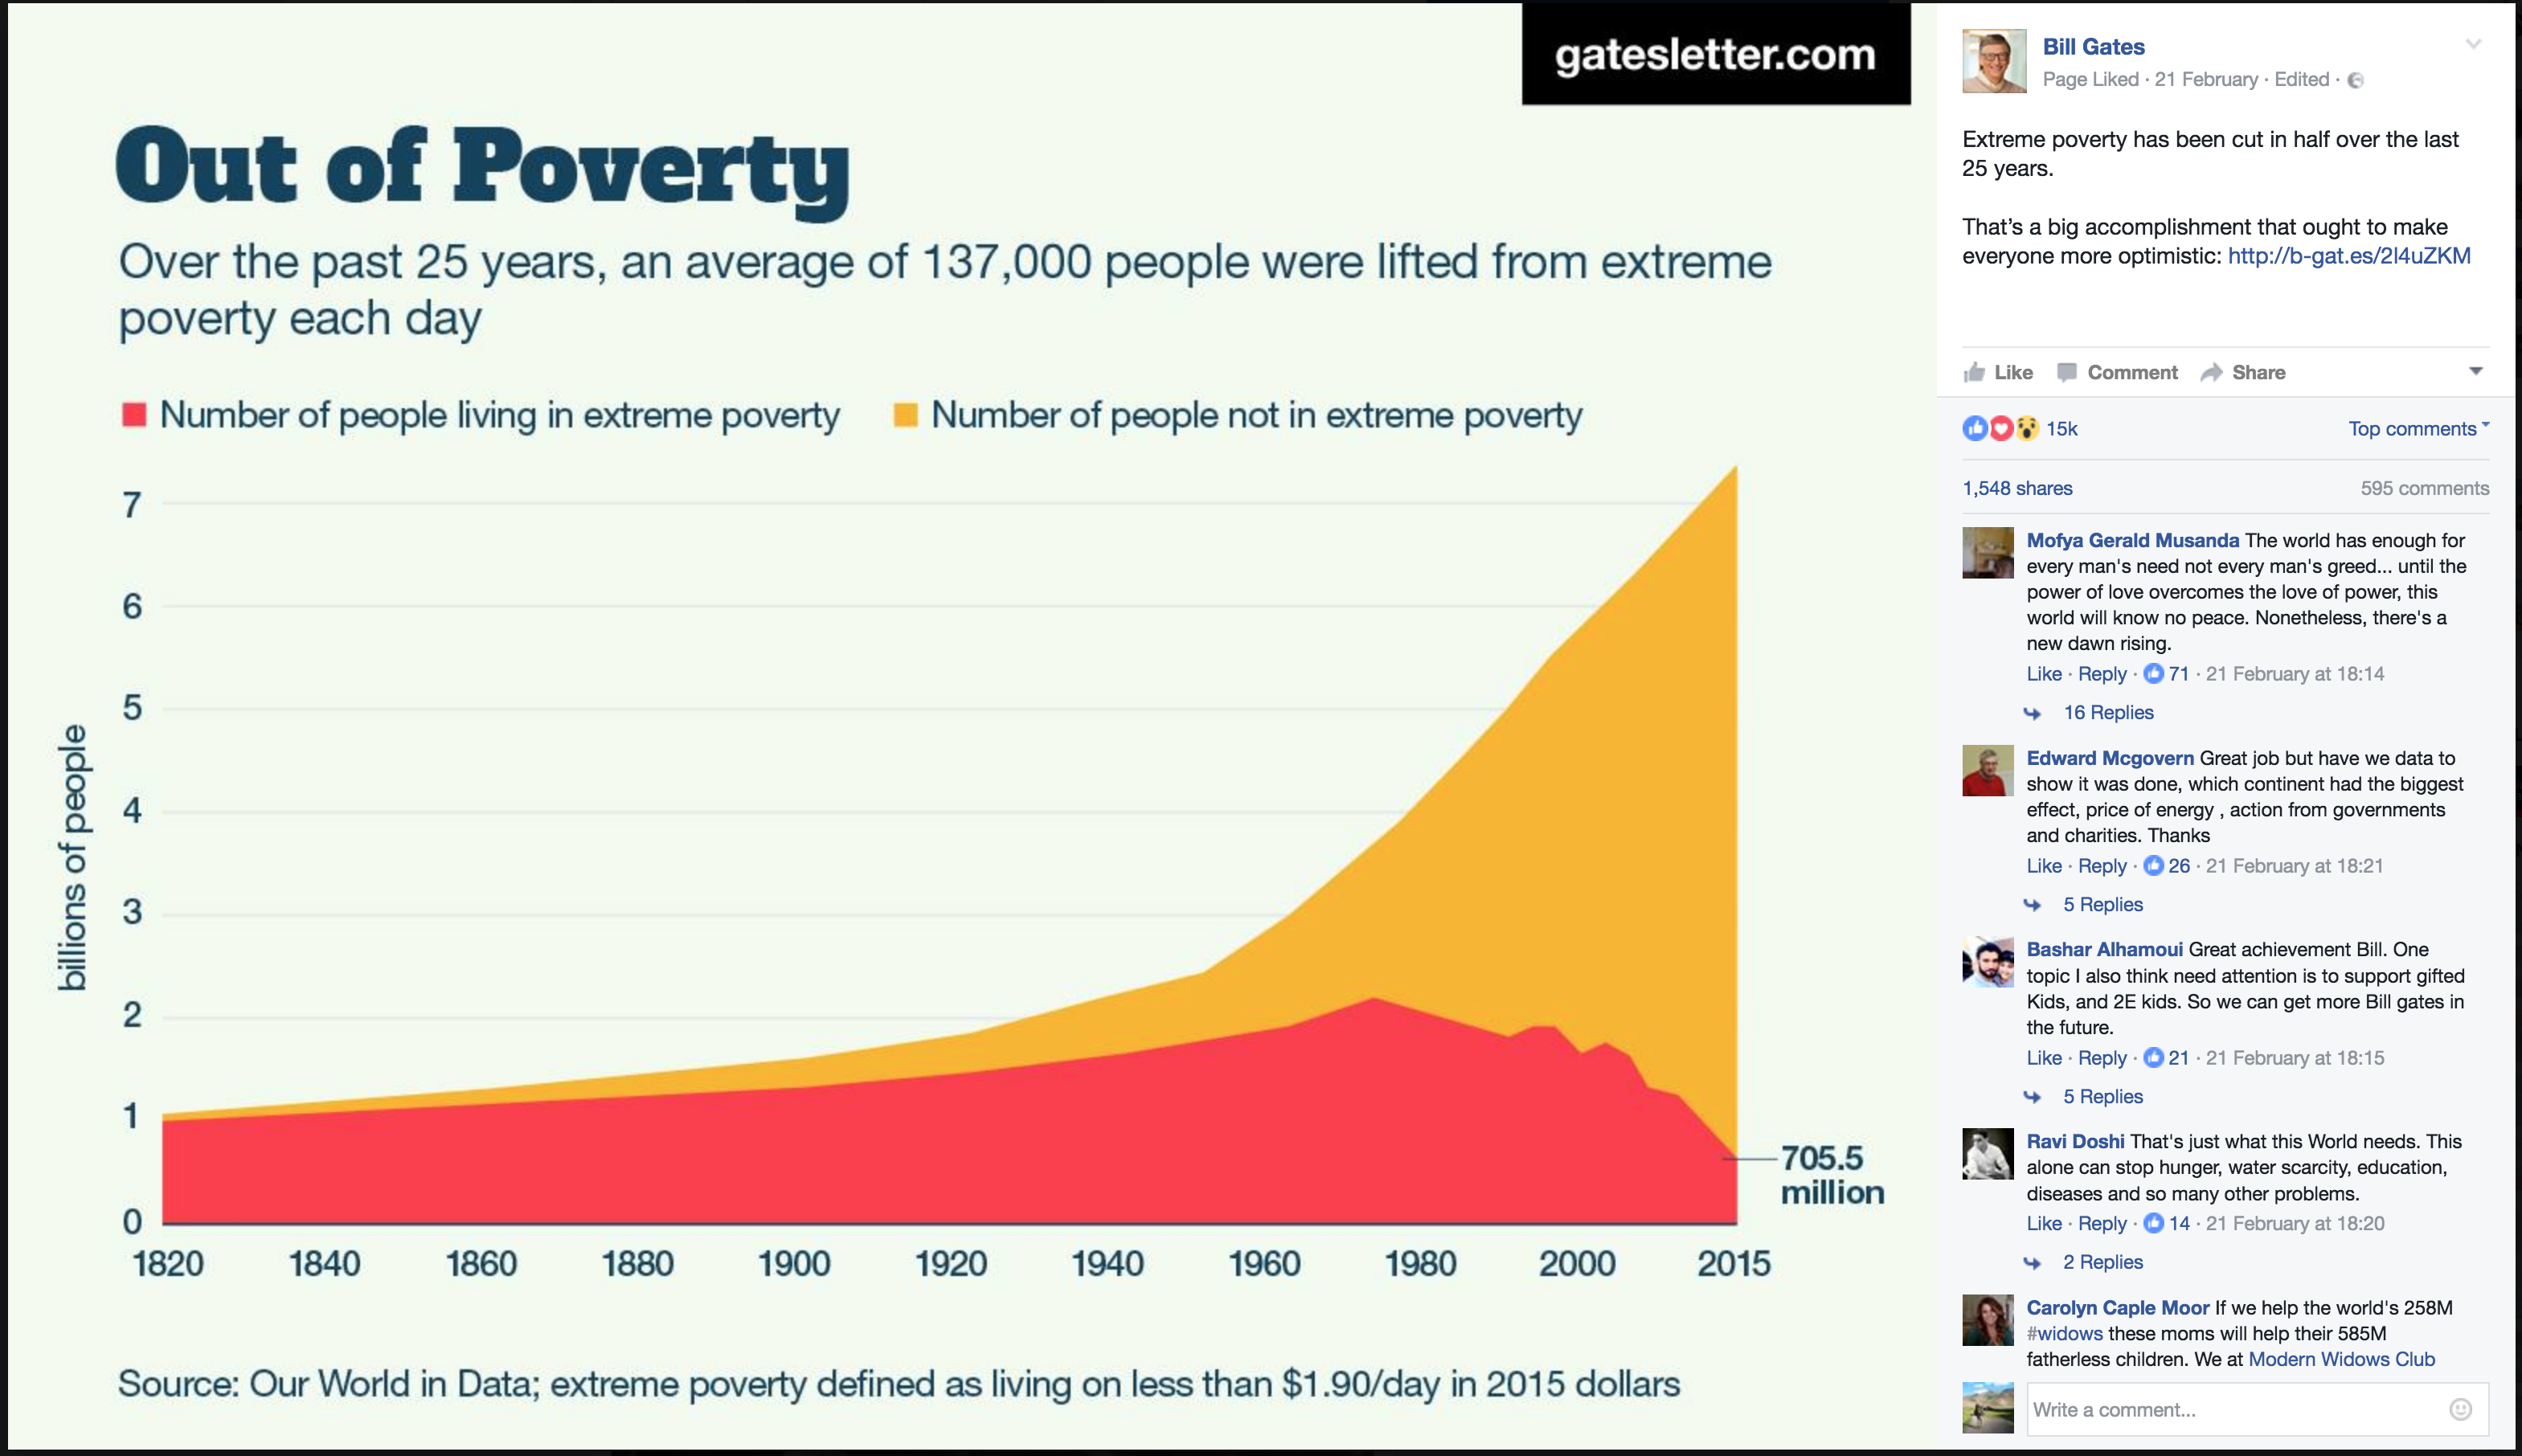 gatesletter.com
Out of Poverty
Over the past 25 years, an average of 137,000 people were lifted from extreme
poverty each day
Number of people living in extreme poverty
Number of people not in extreme poverty
7
6
5
4
3
2
1
0
billions of people
705.5
million
1820 1840 1860 1880 1900 1920 1940 1960 1980 2000 2015
Source: Our World in Data; extreme poverty defined as living on less than $1.90/day in 2015 dollars
Bill Gates
Page Liked · 21 February · Edited ·
Extreme poverty has been cut in half over the last
25 years.
That’s a big accomplishment that ought to make
everyone more optimistic: http://b-gat.es/2l4uZKM
Like Comment Share
15k Top comments
1,548 shares 595 comments
Mofya Gerald Musanda The world has enough for
every man's need not every man's greed... until the
power of love overcomes the love of power, this
world will know no peace. Nonetheless, there's a
new dawn rising.
Like · Reply · 71 · 21 February at 18:14
16 Replies
Edward Mcgovern Great job but have we data to
show it was done, which continent had the biggest
effect, price of energy , action from governments
and charities. Thanks
Like · Reply · 26 · 21 February at 18:21
5 Replies
Bashar Alhamoui Great achievement Bill. One
topic I also think need attention is to support gifted
Kids, and 2E kids. So we can get more Bill gates in
the future.
Like · Reply · 21 · 21 February at 18:15
5 Replies
Ravi Doshi That's just what this World needs. This
alone can stop hunger, water scarcity, education,
diseases and so many other problems.
Like · Reply · 14 · 21 February at 18:20
2 Replies
Carolyn Caple Moor If we help the world's 258M
#widows these moms will help their 585M
fatherless children. We at Modern Widows Club
Write a comment...